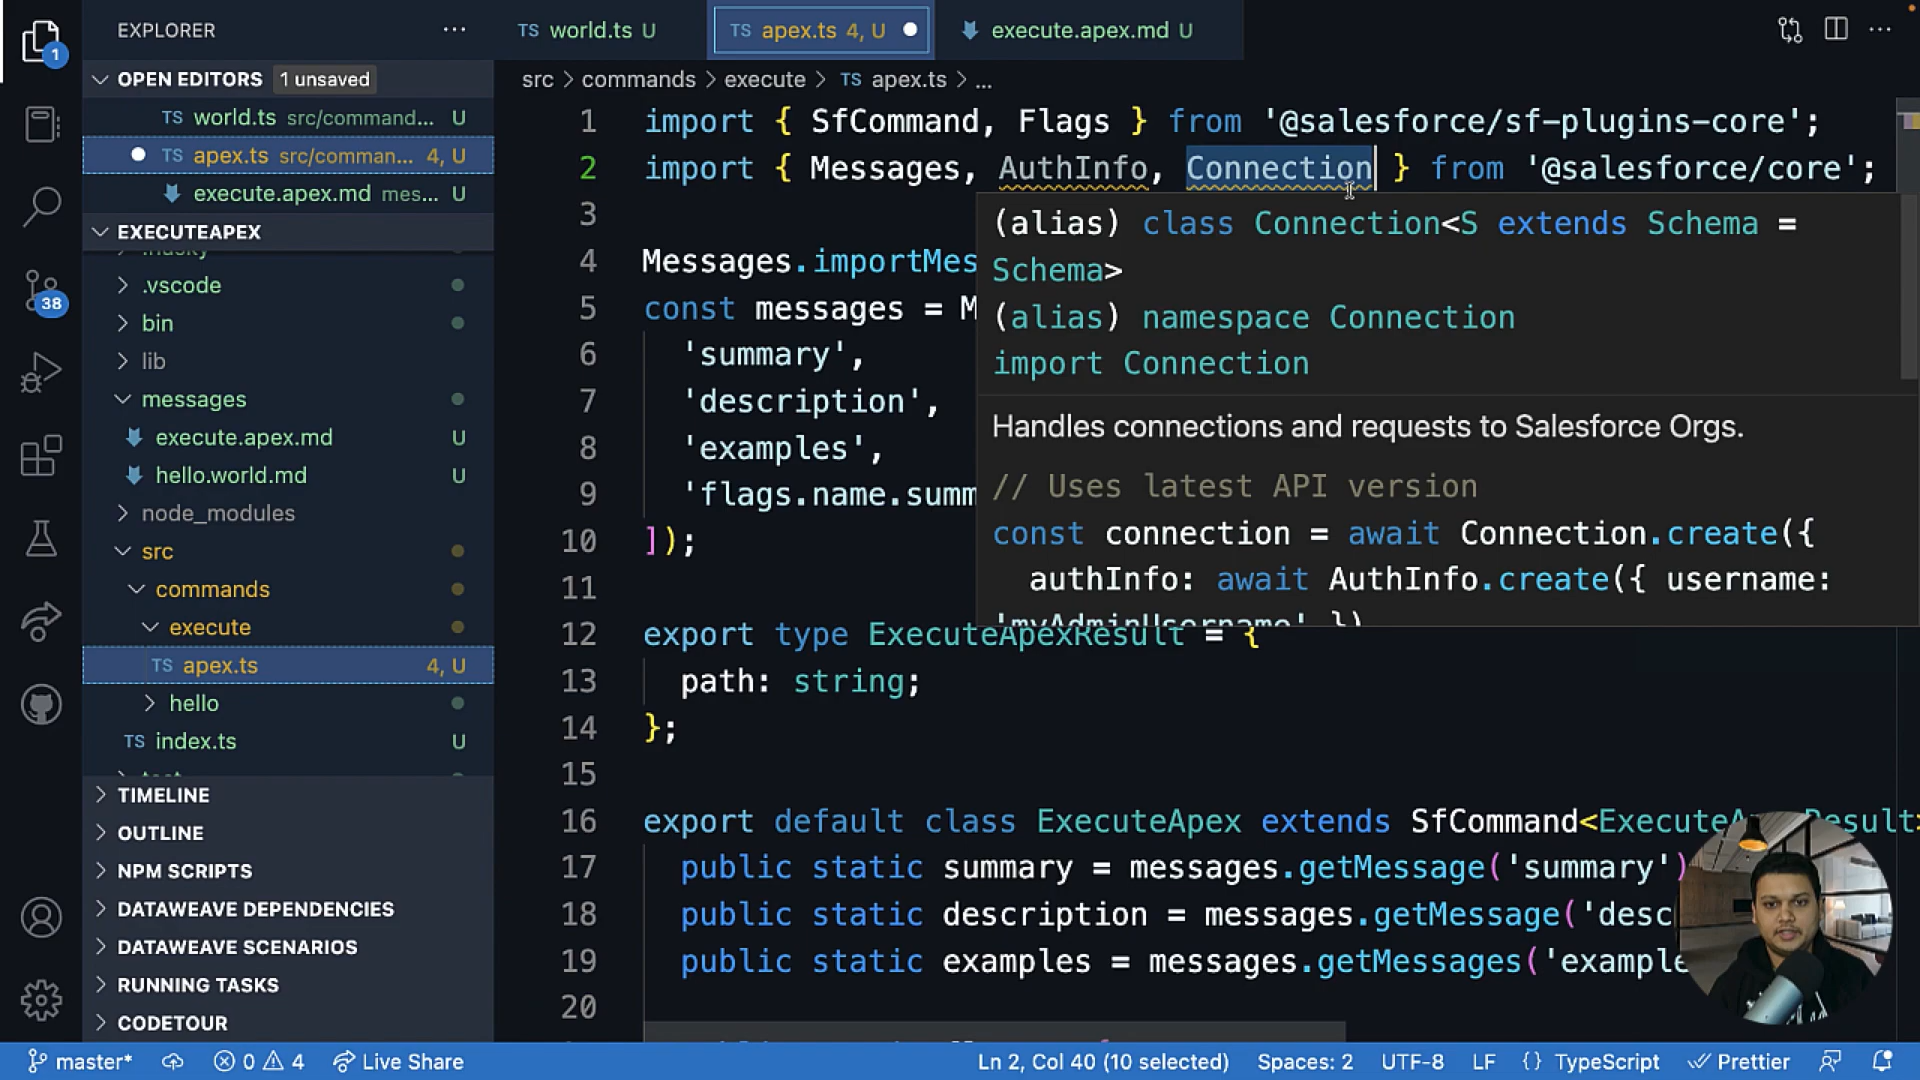 EXPLORER
OPEN EDITORS 1 unsaved
TS world.ts src/command... U
TS apex.ts src/comman... 4, U
execute.apex.md mes... U
EXECUTEAPEX
.vscode
bin
lib
messages
execute.apex.md U
hello.world.md U
node_modules
src
commands
execute
TS apex.ts 4, U
hello
TS index.ts U
TIMELINE
OUTLINE
NPM SCRIPTS
DATAWEAVE DEPENDENCIES
DATAWEAVE SCENARIOS
RUNNING TASKS
CODETOUR
1
38
TS world.ts U
TS apex.ts 4, U
execute.apex.md U
src > commands > execute > TS apex.ts > ...
1 import { SfCommand, Flags } from '@salesforce/sf-plugins-core';
2 import { Messages, AuthInfo, Connection } from '@salesforce/core';
3
4 Messages.importMes
5 const messages = M
6 'summary',
7 'description',
8 'examples',
9 'flags.name.summ
10 ]);
11
12 export type ExecuteApexResult = {
13 path: string;
14 };
15
16 export default class ExecuteApex extends SfCommand<ExecuteApexResult>
17 public static summary = messages.getMessage('summary')
18 public static description = messages.getMessage('desc
19 public static examples = messages.getMessages('example
20
(alias) class Connection<S extends Schema =
Schema>
(alias) namespace Connection
import Connection
Handles connections and requests to Salesforce Orgs.
// Uses latest API version
const connection = await Connection.create({
authInfo: await AuthInfo.create({ username:
'myAdminUsername' })
master* 0 4 Live Share Ln 2, Col 40 (10 selected) Spaces: 2 UTF-8 LF {} TypeScript Prettier